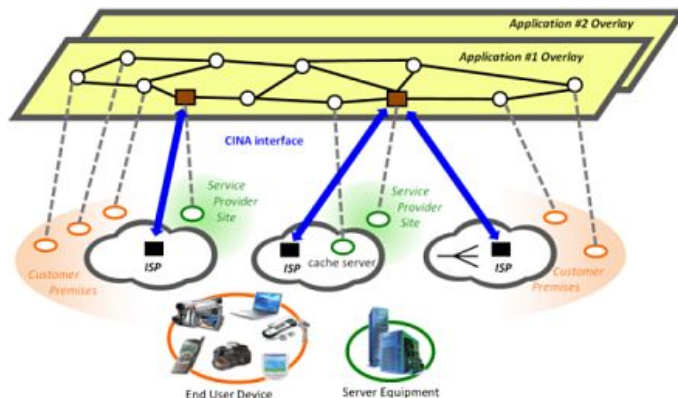 Application #2 Overlay
Application #1 Overlay
CINA interface
Service
Provider
Site
Service
Provider
Site
Customer
Premises
ISP
ISP
cache server
ISP
Customer
Premises
End User Device
Server Equipment